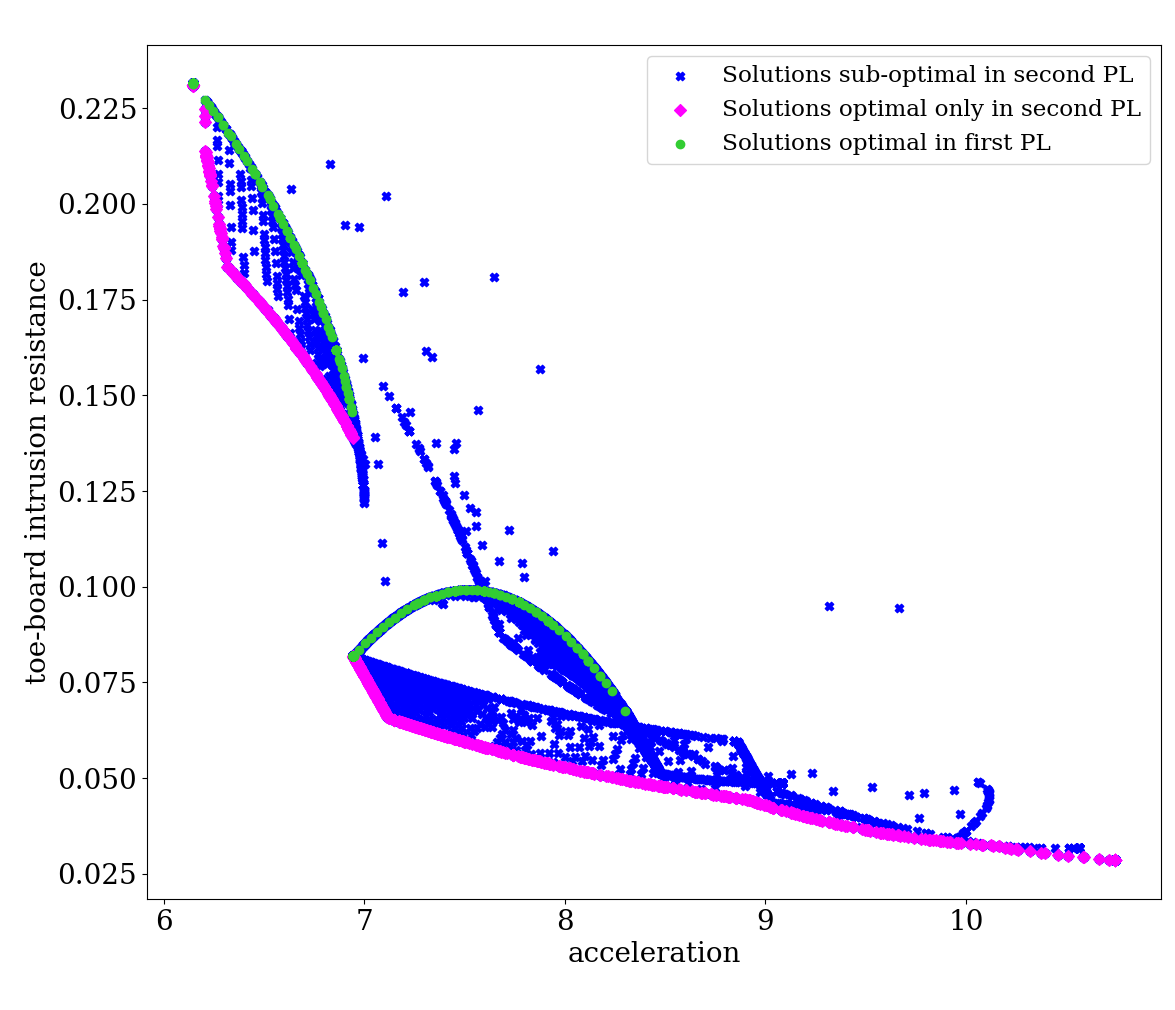 Solutions sub-optimal in second PL
Solutions optimal only in second PL
Solutions optimal in first PL
toe-board intrusion resistance
0.225
0.200
0.175
0.150
0.125
0.100
0.075
0.050
0.025
6 7 8 9 10
acceleration